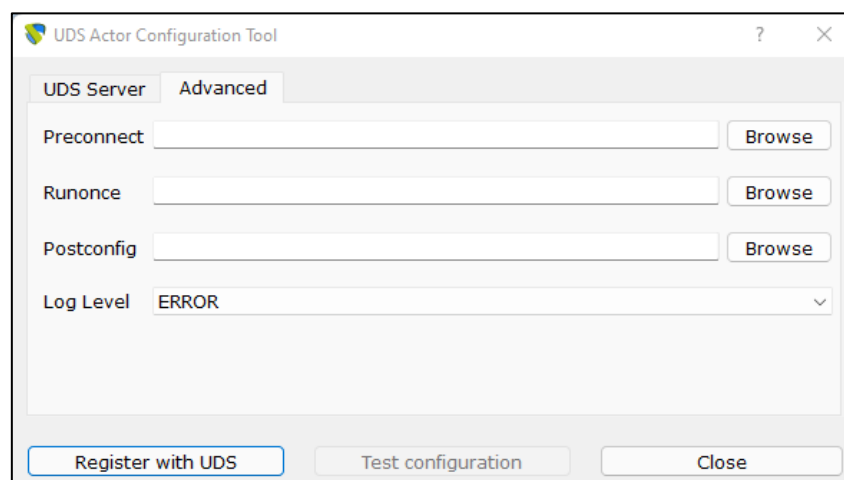 UDS Actor Configuration Tool ?
UDS Server Advanced
Preconnect Browse
Runonce Browse
Postconfig Browse
Log Level ERROR
Register with UDS Test configuration Close